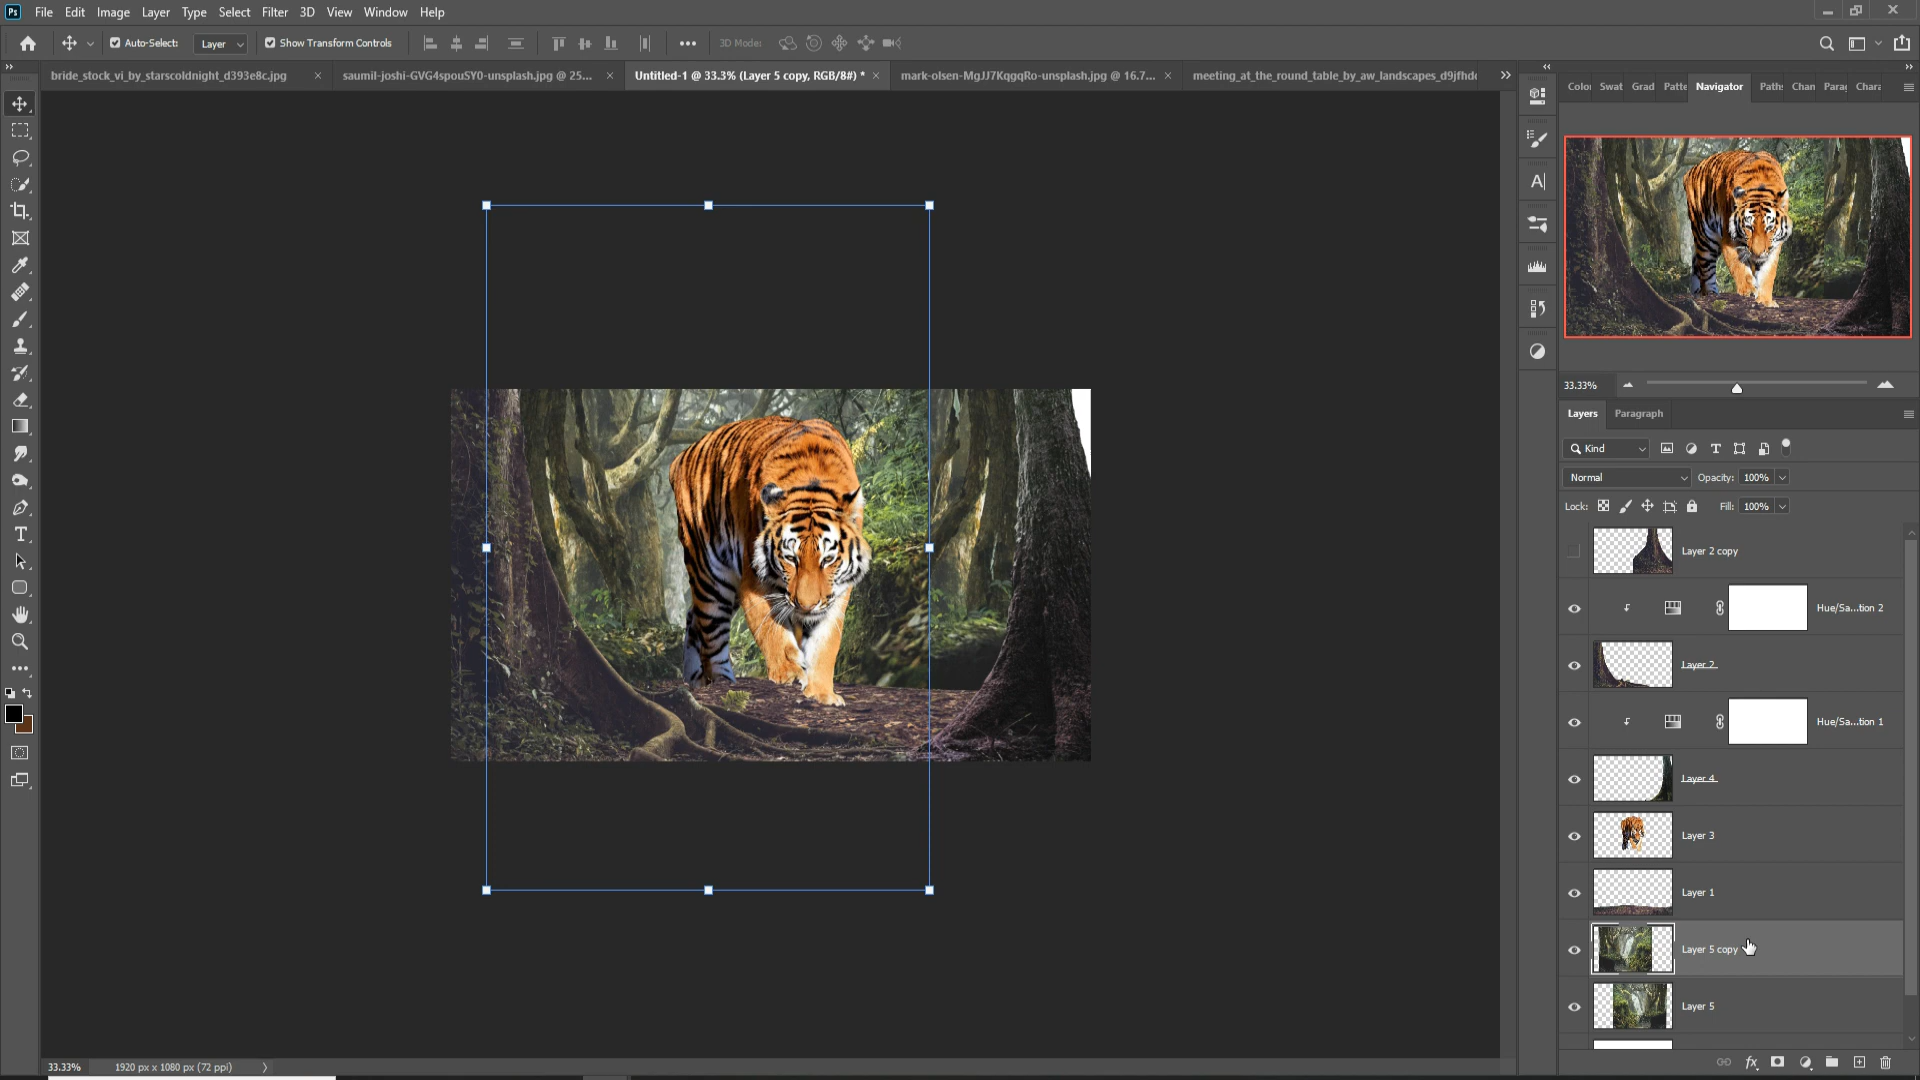 Ps File Edit Image Layer Type Select Filter 3D View Window Help
Auto-Select: Layer Show Transform Controls 3D Mode:
bride_stock_vi_by_starscoldnight_d393e8c.jpg × saumil-joshi-GVG4spouSY0-unsplash.jpg @ 25... × Untitled-1 @ 33.3% (Layer 5 copy, RGB/8#) * × mark-olsen-MgJJ7KqgqRo-unsplash.jpg @ 16.7... × meeting_at_the_round_table_by_aw_landscapes_d9jfhd
Color Swat Grad Patte Navigator Paths Chan Parag Chara
33.33%
Layers Paragraph
Kind
Normal Opacity: 100%
Lock: Fill: 100%
Layer 2 copy
Hue/Sa...tion 2
Layer 2
Hue/Sa...tion 1
Layer 4
Layer 3
Layer 1
Layer 5 copy
Layer 5
33.33% 1920 px x 1080 px (72 ppi)